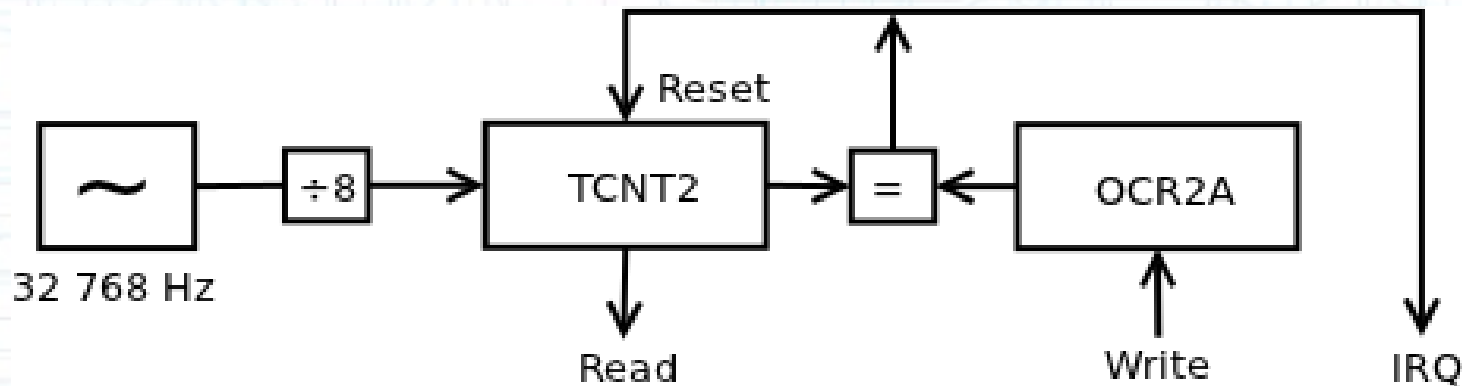 Reset
~
÷8
TCNT2
=
OCR2A
32 768 Hz
Read
Write
IRQ